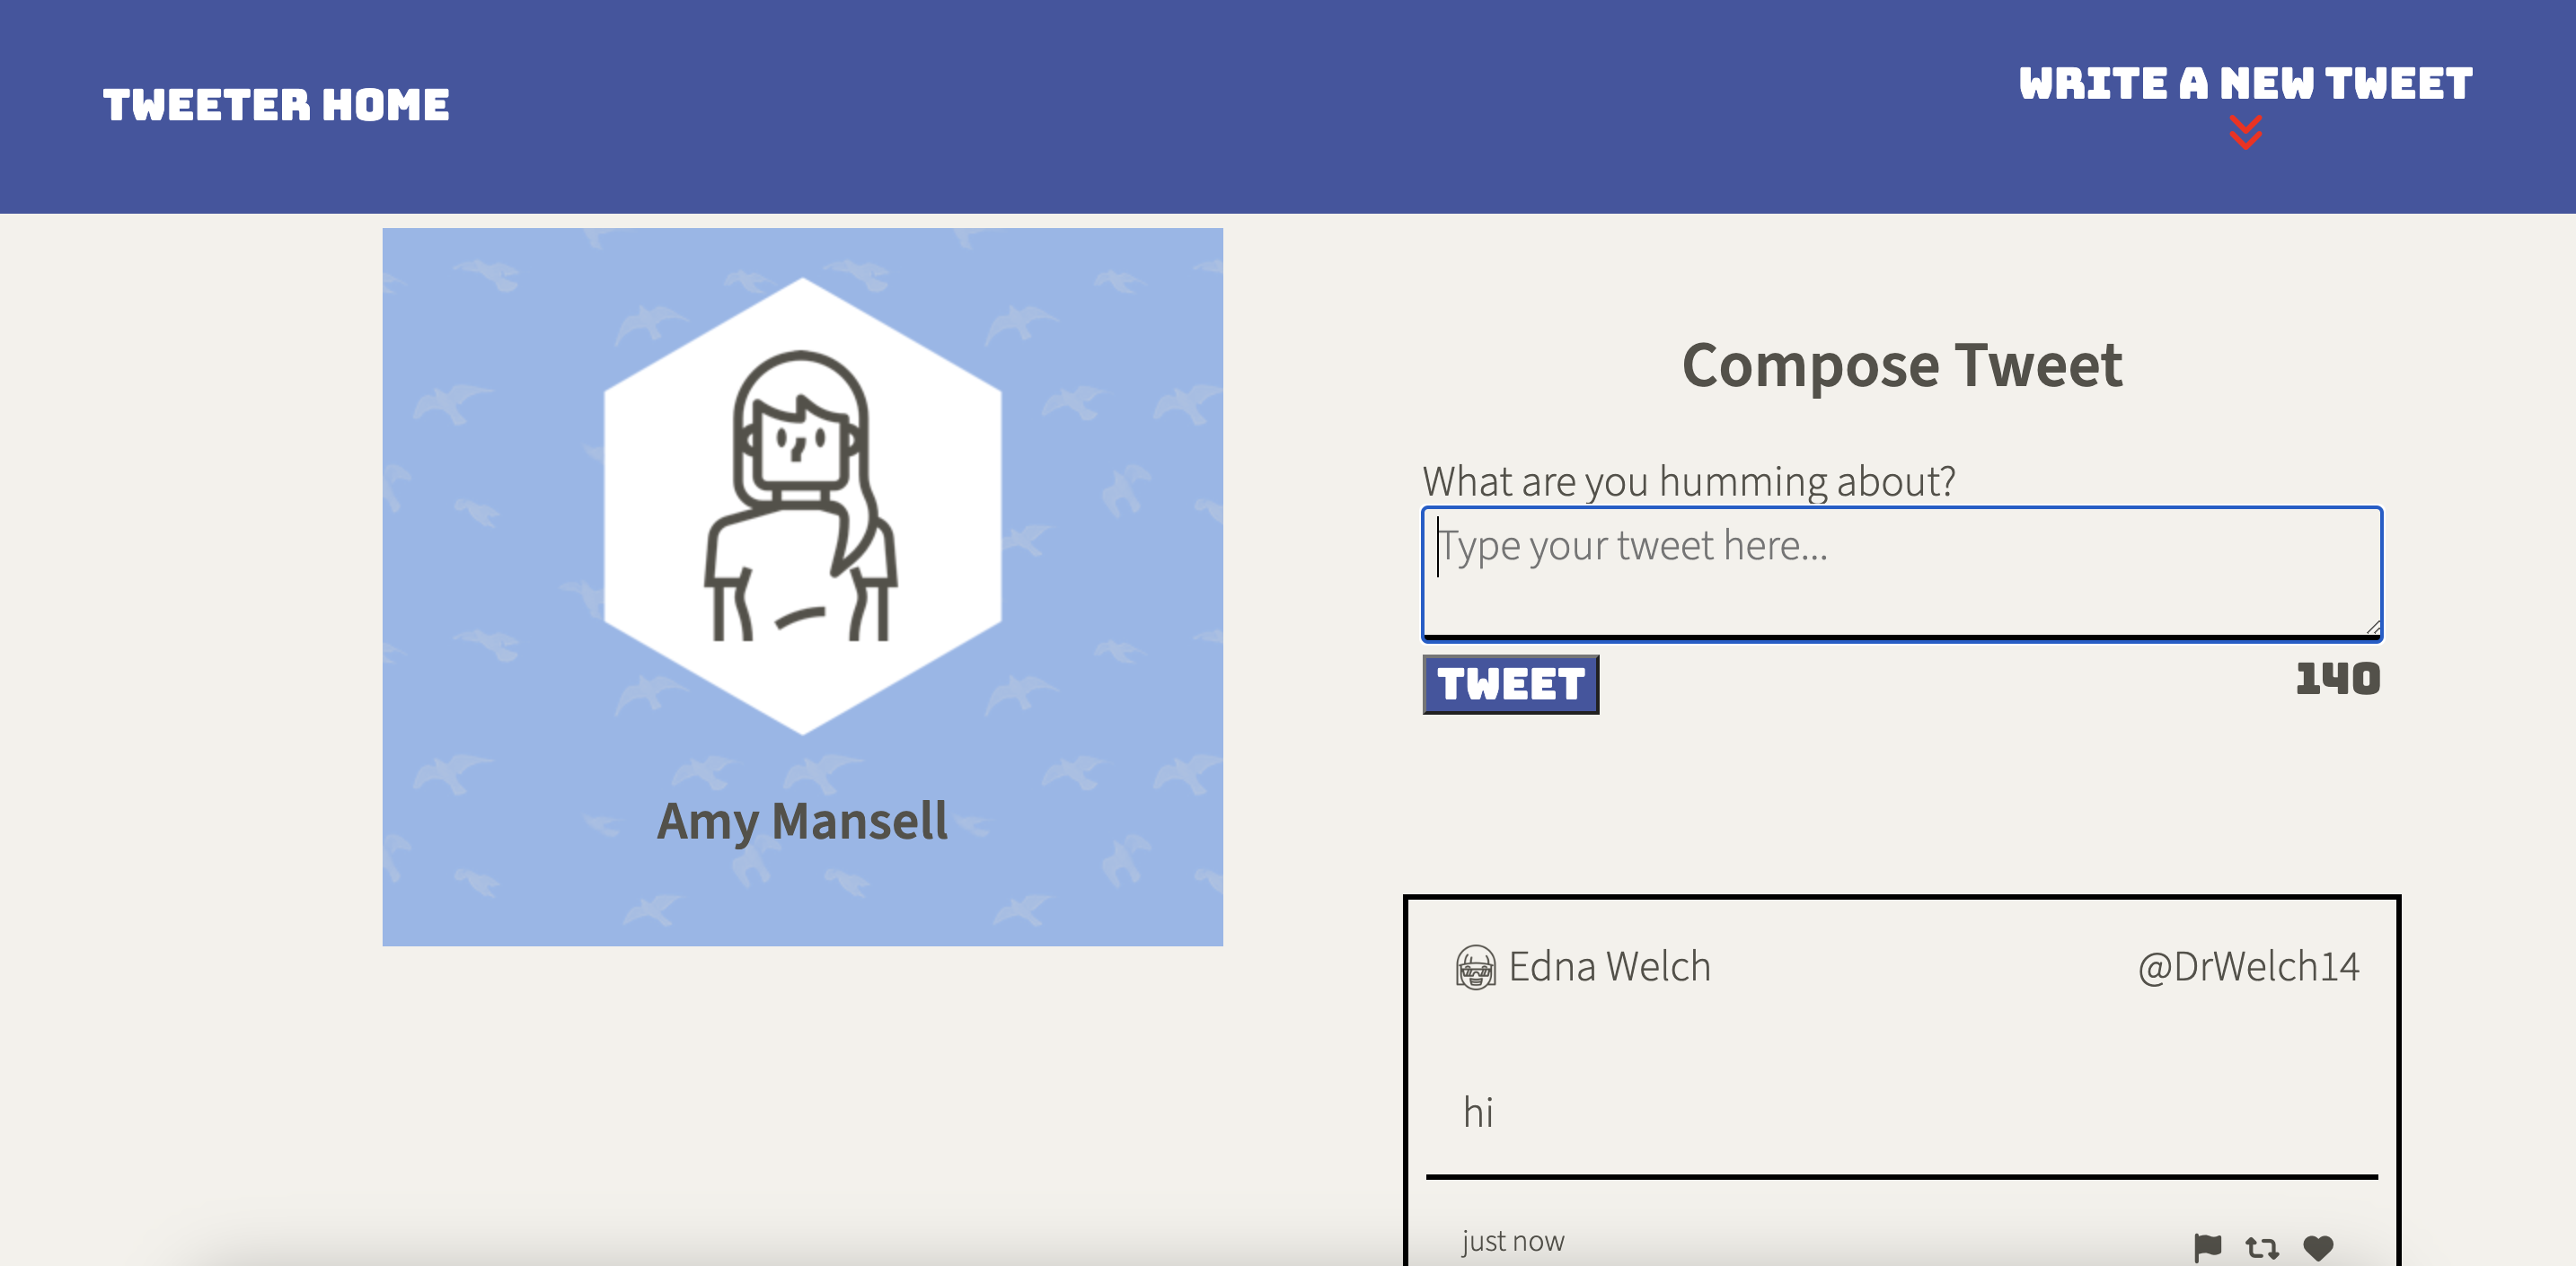 TWEETER HOME
WRITE A NEW TWEET
Amy Mansell
Compose Tweet
What are you humming about?
Type your tweet here...
TWEET
140
Edna Welch
@DrWelch14
hi
just now